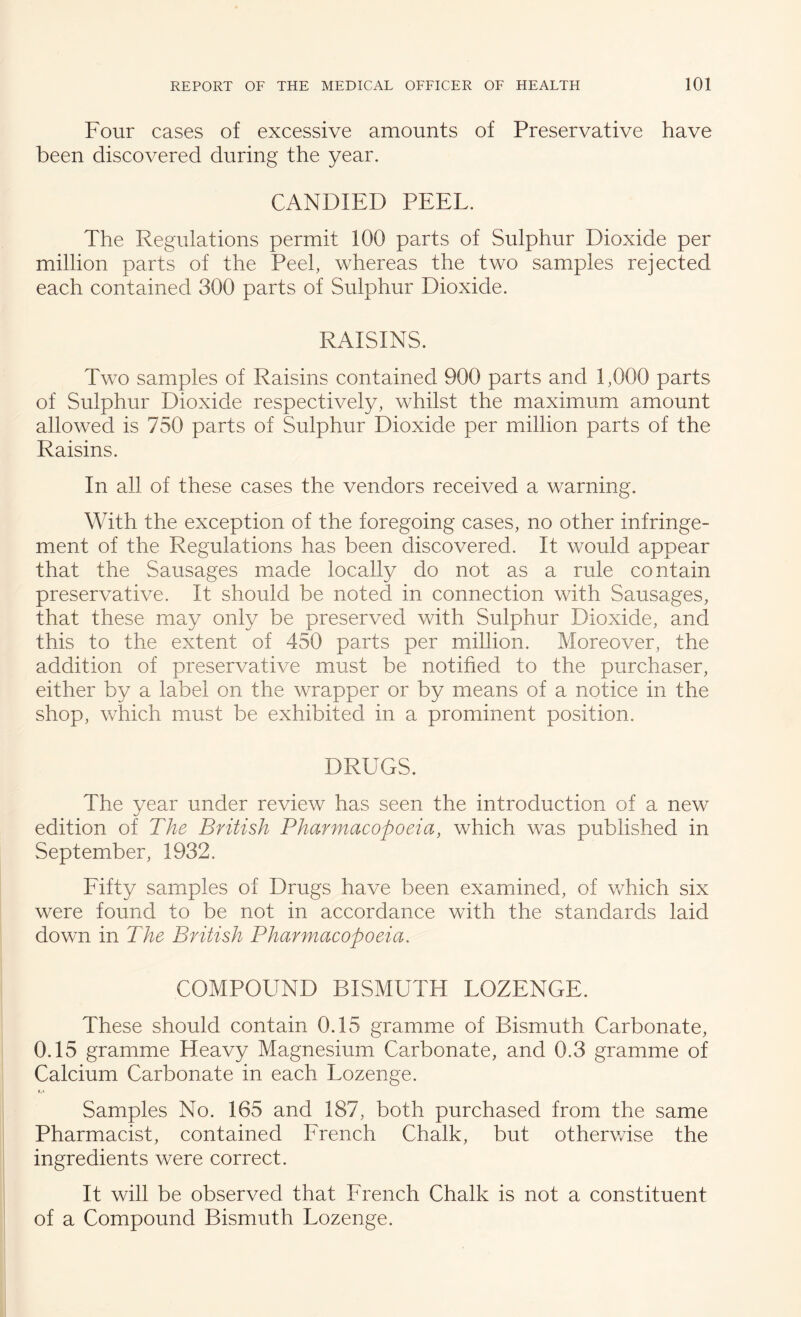 REPORT OF THE MEDICAL OFFICER OF HEALTH 101
Four cases of excessive amounts of Preservative have
been discovered during the year.
CANDIED PEEL.
The Regulations permit 100 parts of Sulphur Dioxide per
million parts of the Peel, whereas the two samples rejected
each contained 300 parts of Sulphur Dioxide.
RAISINS.
Two samples of Raisins contained 900 parts and 1,000 parts
of Sulphur Dioxide respectively, whilst the maximum amount
allowed is 750 parts of Sulphur Dioxide per million parts of the
Raisins.
In all of these cases the vendors received a warning.
With the exception of the foregoing cases, no other infringe-
ment of the Regulations has been discovered. It would appear
that the Sausages made locally do not as a rule contain
preservative. It should be noted in connection with Sausages,
that these may only be preserved with Sulphur Dioxide, and
this to the extent of 450 parts per million. Moreover, the
addition of preservative must be notified to the purchaser,
either by a label on the wrapper or by means of a notice in the
shop, which must be exhibited in a prominent position.
DRUGS.
The year under review has seen the introduction of a new
edition of The British Pharmacopoeia, which was published in
September, 1932.
Fifty samples of Drugs have been examined, of which six
were found to be not in accordance with the standards laid
down in The British Pharmacopoeia.
COMPOUND BISMUTH LOZENGE.
These should contain 0.15 gramme of Bismuth Carbonate,
0.15 gramme Heavy Magnesium Carbonate, and 0.3 gramme of
Calcium Carbonate in each Lozenge.
Samples No. 165 and 187, both purchased from the same
Pharmacist, contained French Chalk, but otherwise the
ingredients were correct.
It will be observed that French Chalk is not a constituent
of a Compound Bismuth Lozenge.